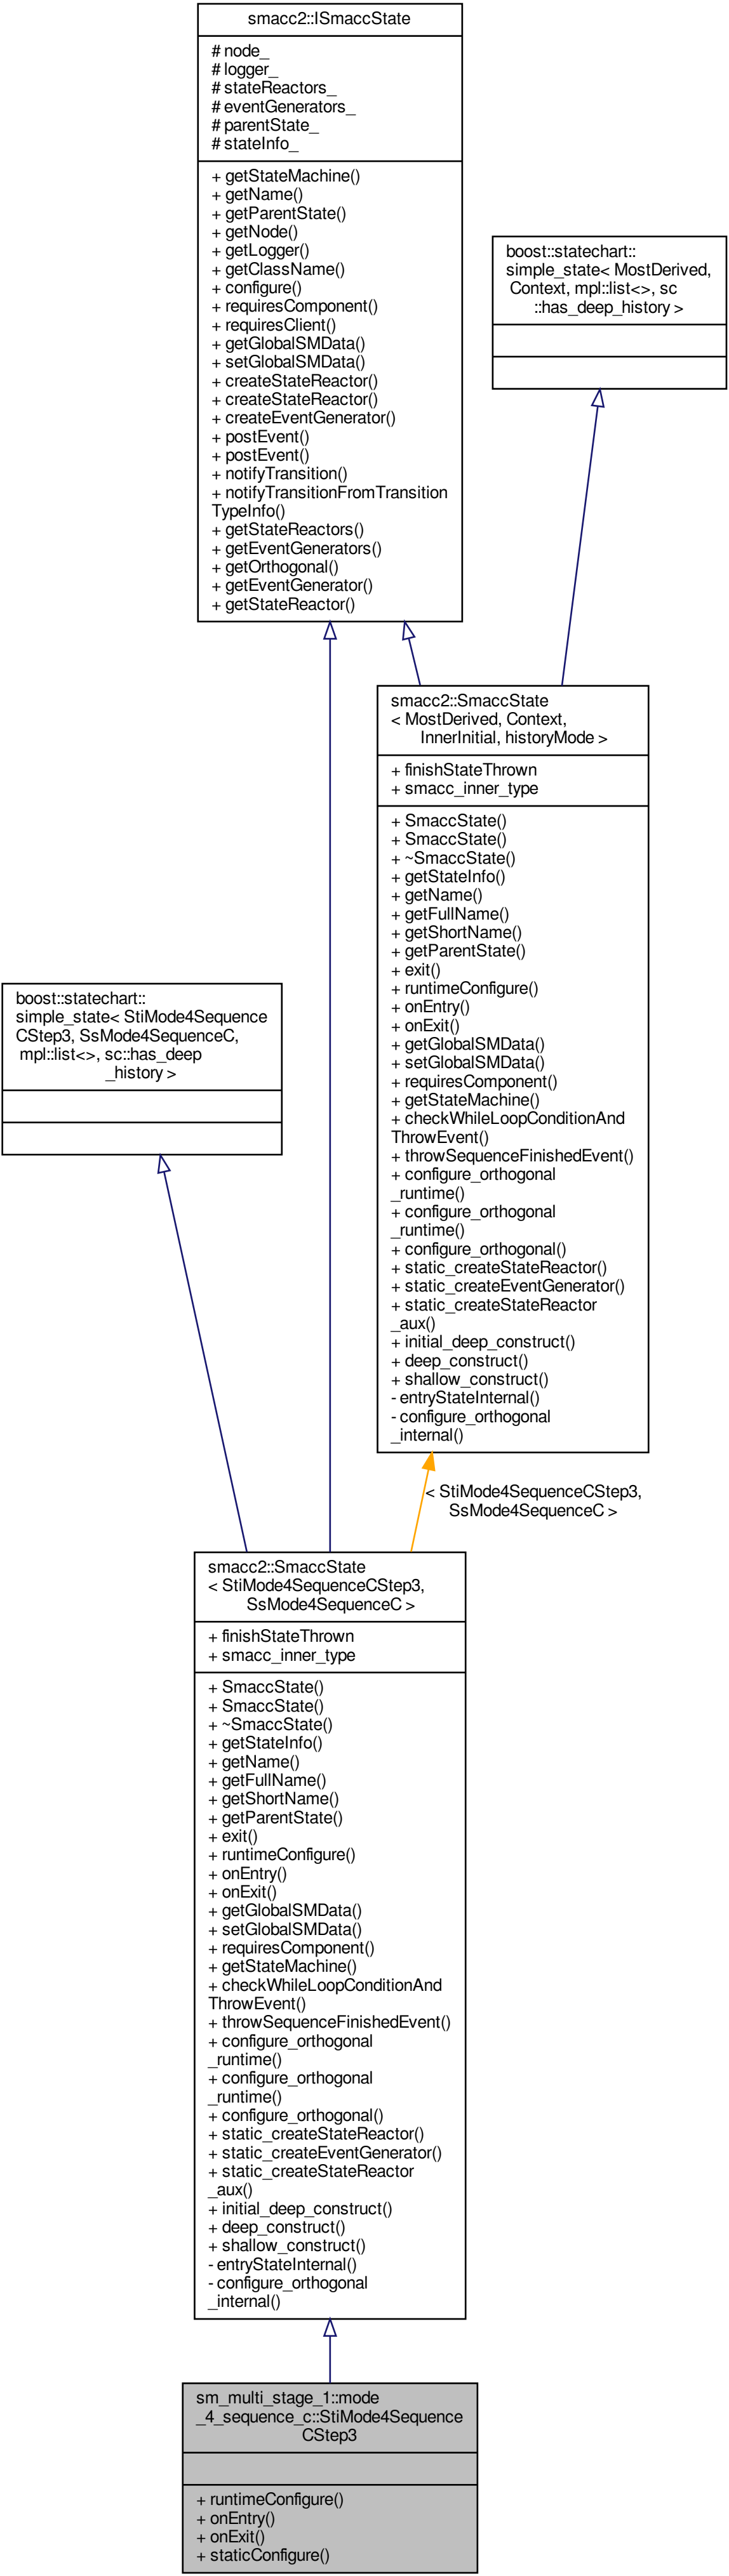 smacc2::ISmaccState
# node_
# logger_
# stateReactors_
# eventGenerators_
# parentState_
# stateInfo_
+ getStateMachine()
+ getName()
+ getParentState()
+ getNode()
+ getLogger()
+ getClassName()
+ configure()
+ requiresComponent()
+ requiresClient()
+ getGlobalSMData()
+ setGlobalSMData()
+ createStateReactor()
+ createStateReactor()
+ createEventGenerator()
+ postEvent()
+ postEvent()
+ notifyTransition()
+ notifyTransitionFromTransition
TypeInfo()
+ getStateReactors()
+ getEventGenerators()
+ getOrthogonal()
+ getEventGenerator()
+ getStateReactor()
boost::statechart::
simple_state< MostDerived,
Context, mpl::list<>, sc
::has_deep_history >
smacc2::SmaccState
< MostDerived, Context,
InnerInitial, historyMode >
+ finishStateThrown
+ smacc_inner_type
+ SmaccState()
+ SmaccState()
+ ~SmaccState()
+ getStateInfo()
+ getName()
+ getFullName()
+ getShortName()
+ getParentState()
+ exit()
+ runtimeConfigure()
+ onEntry()
+ onExit()
+ getGlobalSMData()
+ setGlobalSMData()
+ requiresComponent()
+ getStateMachine()
+ checkWhileLoopConditionAnd
ThrowEvent()
+ throwSequenceFinishedEvent()
+ configure_orthogonal
_runtime()
+ configure_orthogonal
_runtime()
+ configure_orthogonal()
+ static_createStateReactor()
+ static_createEventGenerator()
+ static_createStateReactor
_aux()
+ initial_deep_construct()
+ deep_construct()
+ shallow_construct()
- entryStateInternal()
- configure_orthogonal
_internal()
boost::statechart::
simple_state< StiMode4Sequence
CStep3, SsMode4SequenceC,
mpl::list<>, sc::has_deep
_history >
< StiMode4SequenceCStep3,
SsMode4SequenceC >
smacc2::SmaccState
< StiMode4SequenceCStep3,
SsMode4SequenceC >
+ finishStateThrown
+ smacc_inner_type
+ SmaccState()
+ SmaccState()
+ ~SmaccState()
+ getStateInfo()
+ getName()
+ getFullName()
+ getShortName()
+ getParentState()
+ exit()
+ runtimeConfigure()
+ onEntry()
+ onExit()
+ getGlobalSMData()
+ setGlobalSMData()
+ requiresComponent()
+ getStateMachine()
+ checkWhileLoopConditionAnd
ThrowEvent()
+ throwSequenceFinishedEvent()
+ configure_orthogonal
_runtime()
+ configure_orthogonal
_runtime()
+ configure_orthogonal()
+ static_createStateReactor()
+ static_createEventGenerator()
+ static_createStateReactor
_aux()
+ initial_deep_construct()
+ deep_construct()
+ shallow_construct()
- entryStateInternal()
- configure_orthogonal
_internal()
sm_multi_stage_1::mode
_4_sequence_c::StiMode4Sequence
CStep3
+ runtimeConfigure()
+ onEntry()
+ onExit()
+ staticConfigure()